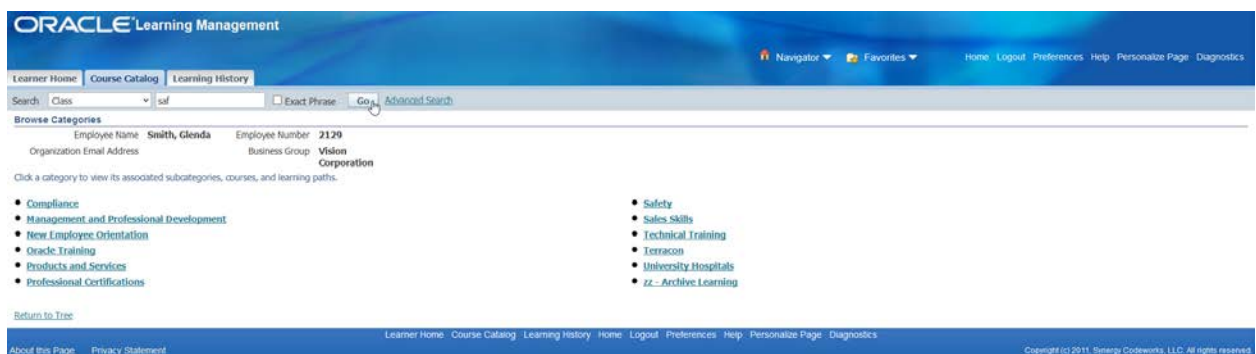 ORACLE Learning Management
Navigator Favorites Home Logout Preferences Help Personalize Page Diagnostics
Learner Home Course Catalog Learning History
Search Class saf Exact Phrase Go Advanced Search
Browse Categories
Employee Name Smith, Glenda Employee Number 2129
Organization Email Address Business Group Vision
Corporation
Click a category to view its associated subcategories, courses, and learning paths.
• Compliance
• Management and Professional Development
• New Employee Orientation
• Oracle Training
• Products and Services
• Professional Certifications
• Safety
• Sales Skills
• Technical Training
• Terracon
• University Hospitals
• zz - Archive Learning
Return to Tree
Learner Home Course Catalog Learning History Home Logout Preferences Help Personalize Page Diagnostics
About this Page Privacy Statement Copyright (c) 2011, Synergy Codeworks, LLC. All rights reserved.